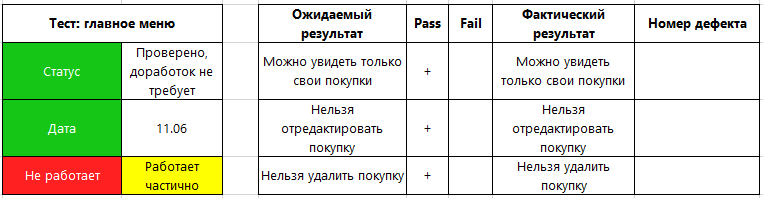 Тест: главное меню
Ожидаемый
результат
Pass
Fail
Фактический
результат
Номер дефекта
Статус
Проверено,
доработок не
требует
Можно увидеть только
свои покупки
+
Можно увидеть
только свои покупки
Дата
11.06
Нельзя
отредактировать
покупку
+
Нельзя
отредактировать
покупку
Не работает
Работает
частично
Нельзя удалить покупку
+
Нельзя удалить
покупку